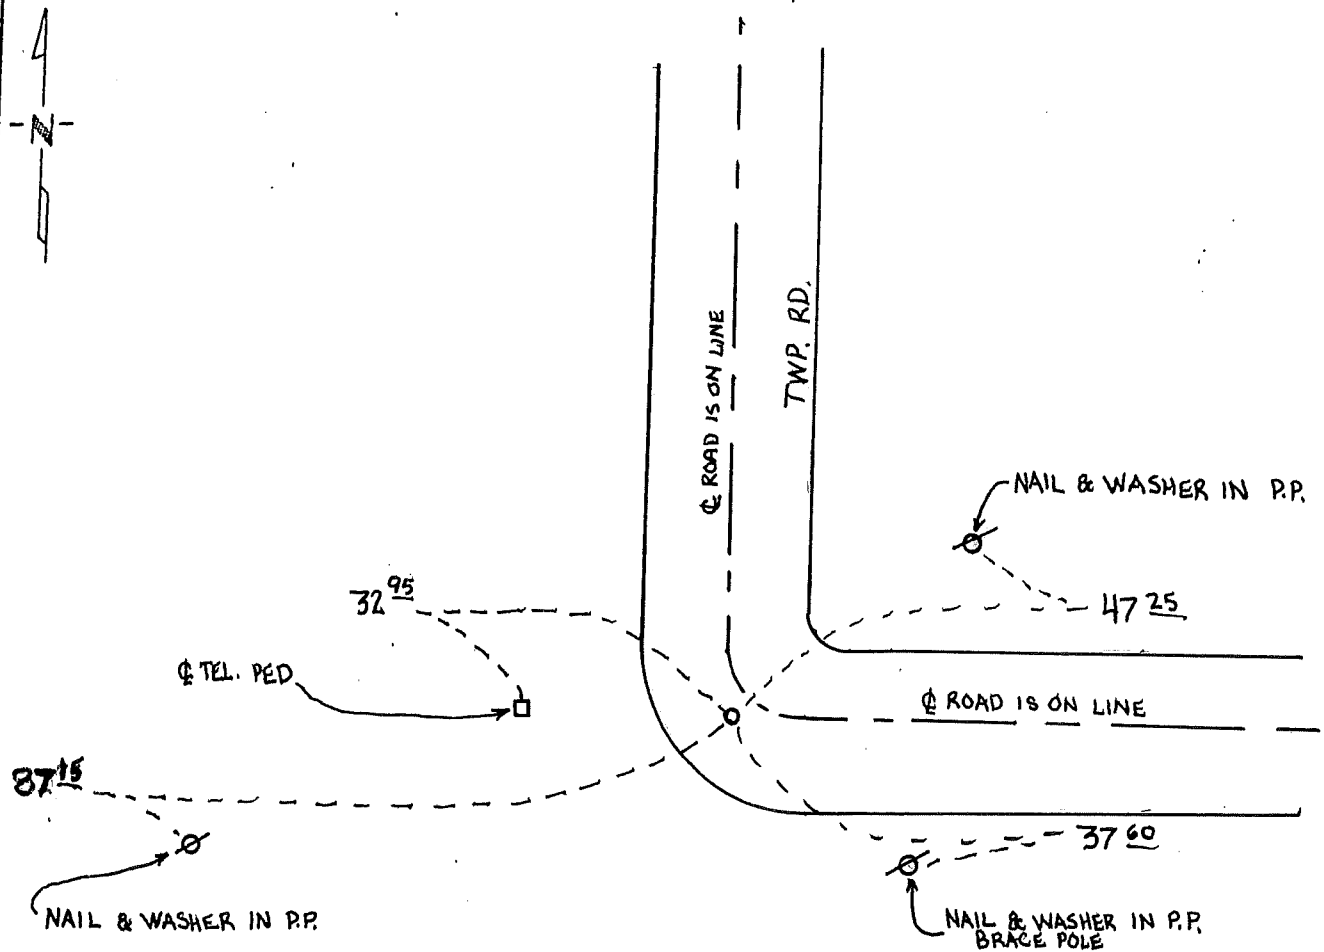 N
℄ ROAD IS ON LINE
TWP. RD.
NAIL & WASHER IN P.P.
32 95
47 25
℄ TEL. PED
℄ ROAD IS ON LINE
87 15
37 60
NAIL & WASHER IN P.P.
NAIL & WASHER IN P.P.
BRACE POLE